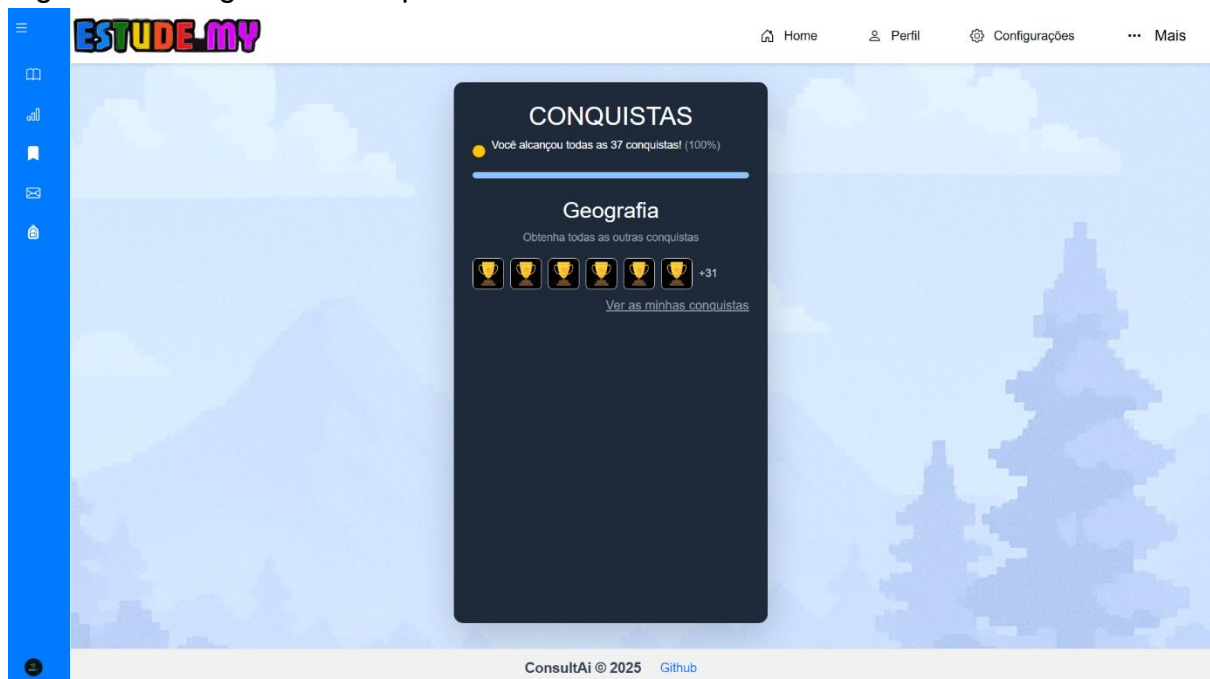 ESTUDE-MY
Home Perfil Configurações Mais
CONQUISTAS
Você alcançou todas as 37 conquistas! (100%)
Geografia
Obtenha todas as outras conquistas
+31
Ver as minhas conquistas
ConsultAi © 2025 Github